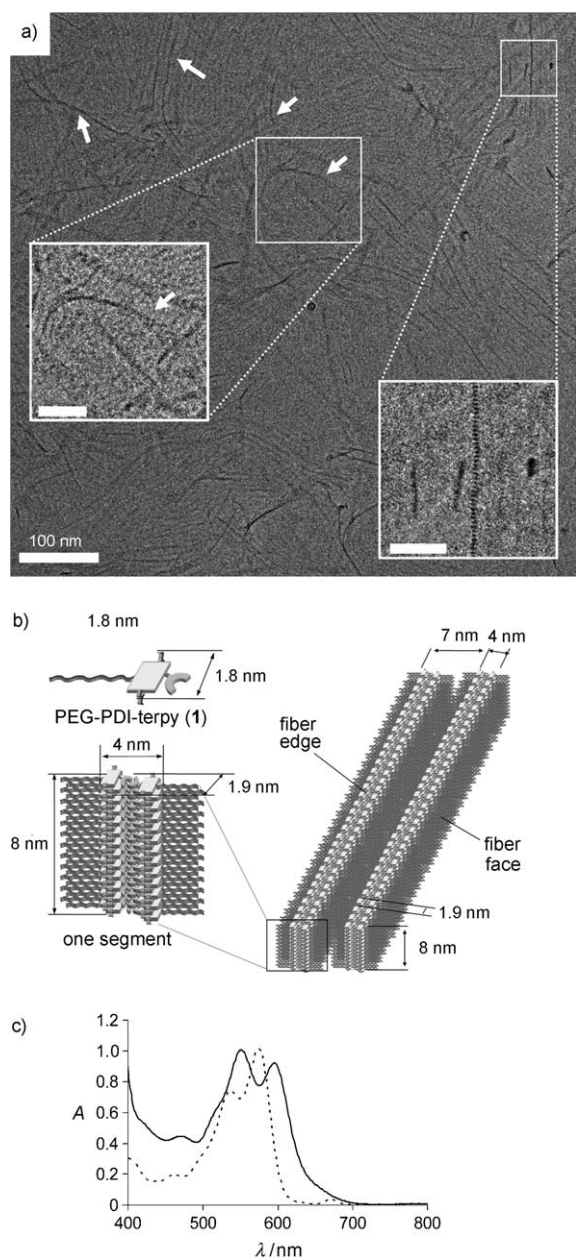 a)
100 nm
b)
1.8 nm
1.8 nm
PEG-PDI-terpy (1)
4 nm
1.9 nm
8 nm
one segment
7 nm
4 nm
fiber
edge
fiber
face
1.9 nm
8 nm
c)
1.2
1.0
0.8
0.6
0.4
0.2
0
A
400 500 600 700 800
λ/nm